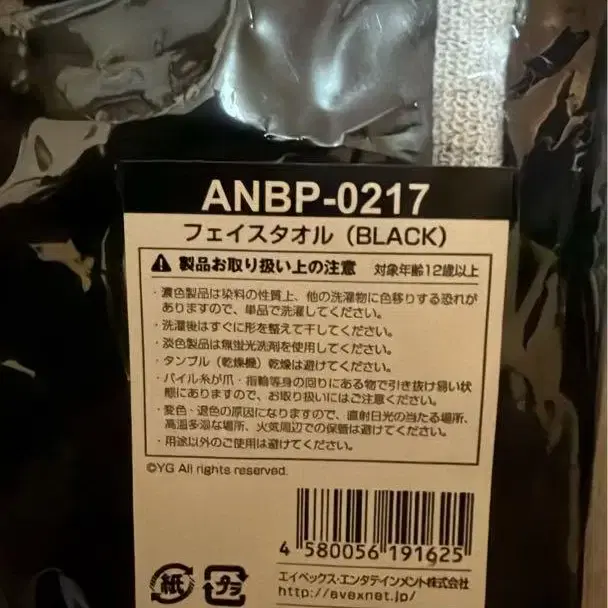 ANBP-0217
フェイスタオル（BLACK）
製品お取り扱い上の注意 対象年齢12歳以上
・濃色製品は染料の性質上、他の洗濯物に色移りする恐れが
ありますので、単品で洗濯してください。
・洗濯後はすぐに形を整えて干してください。
・淡色製品は無蛍光洗剤を使用してください。
・タンブル（乾燥機）乾燥は避けてください。
・パイル糸が爪・指輪等身の回りにある物で引き抜け易い状
態にありますので、お取り扱いにはご注意ください。
・変色・退色の原因になりますので、直射日光の当たる場所、
高温多湿な場所、火気周辺での保管は避けてください。
・用途以外のご使用は避けてください。
©YG All rights reserved.
4 580056 191625
紙 プラ
エイベックス・エンタテインメント株式会社
http://avexnet.jp/